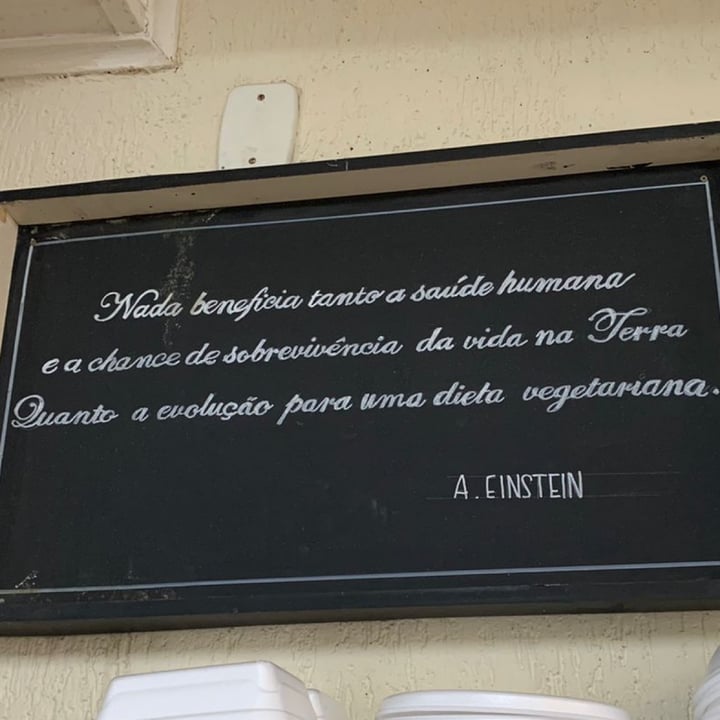 Nada beneficia tanto a saúde humana
e a chance de sobrevivência da vida na Terra
Quanto a evolução para uma dieta vegetariana.
A. EINSTEIN